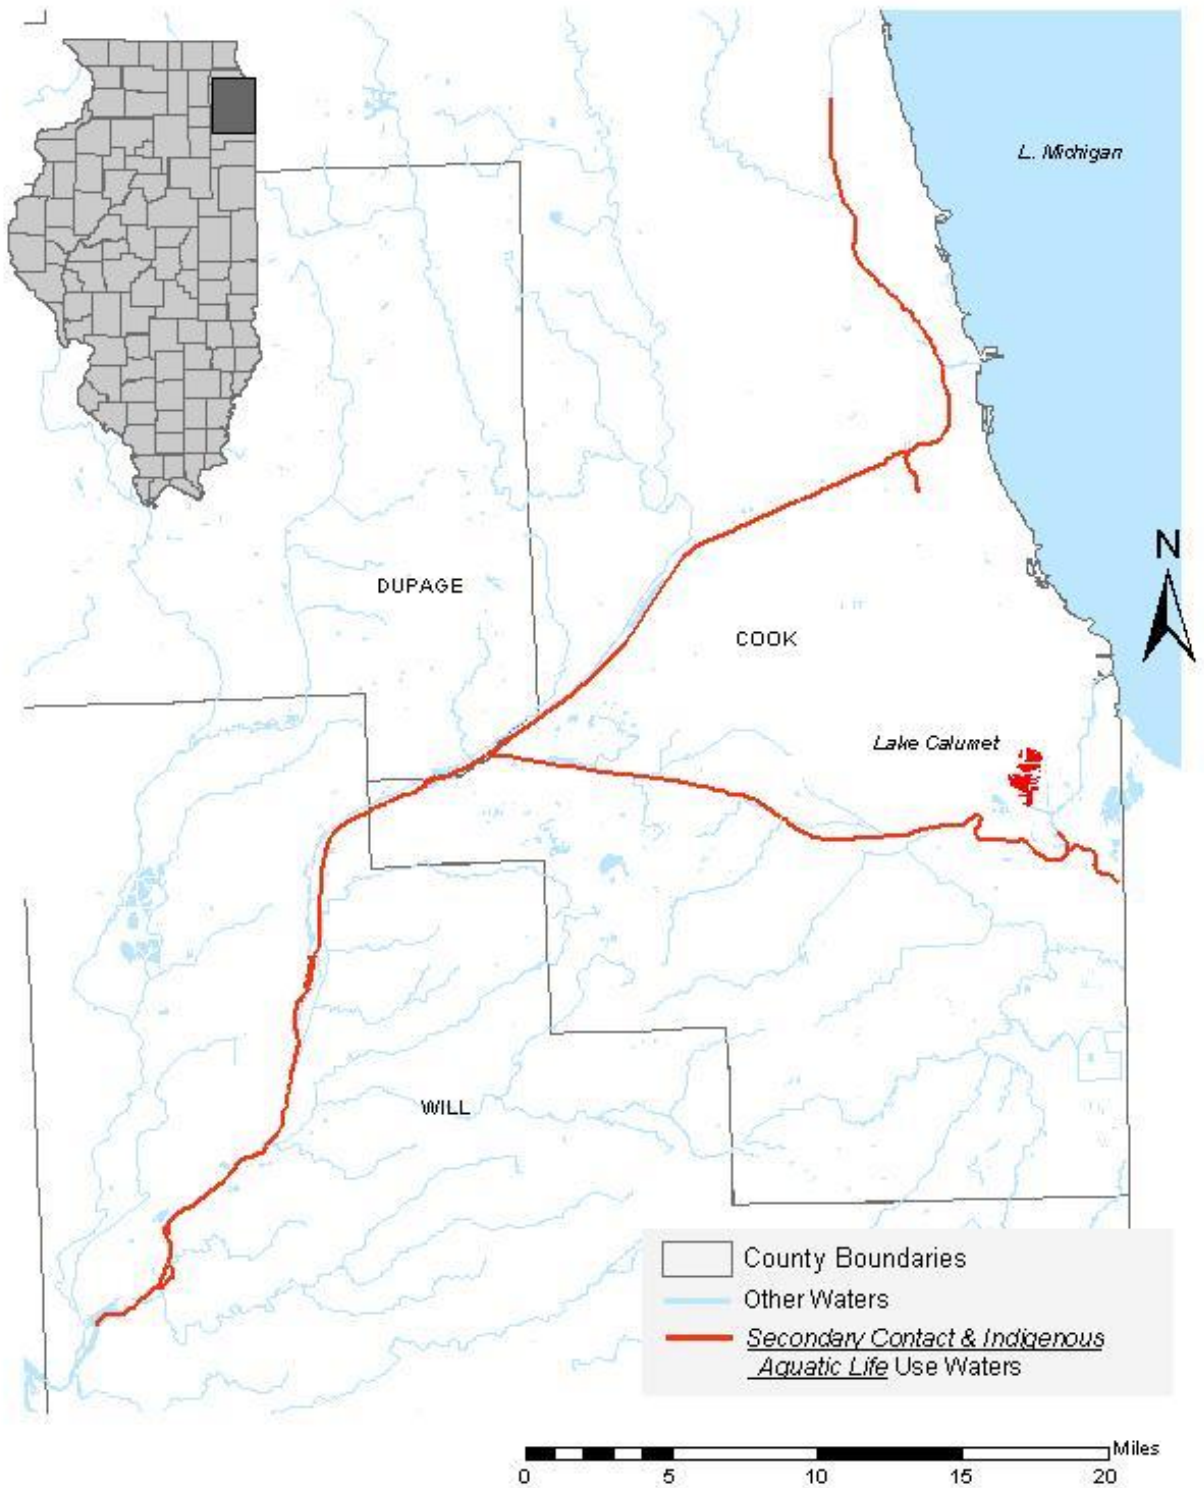 L. Michigan
N
DUPAGE
COOK
Lake Calumet
WILL
County Boundaries
Other Waters
Secondary Contact & Indigenous
Aquatic Life Use Waters
Miles
0 5 10 15 20